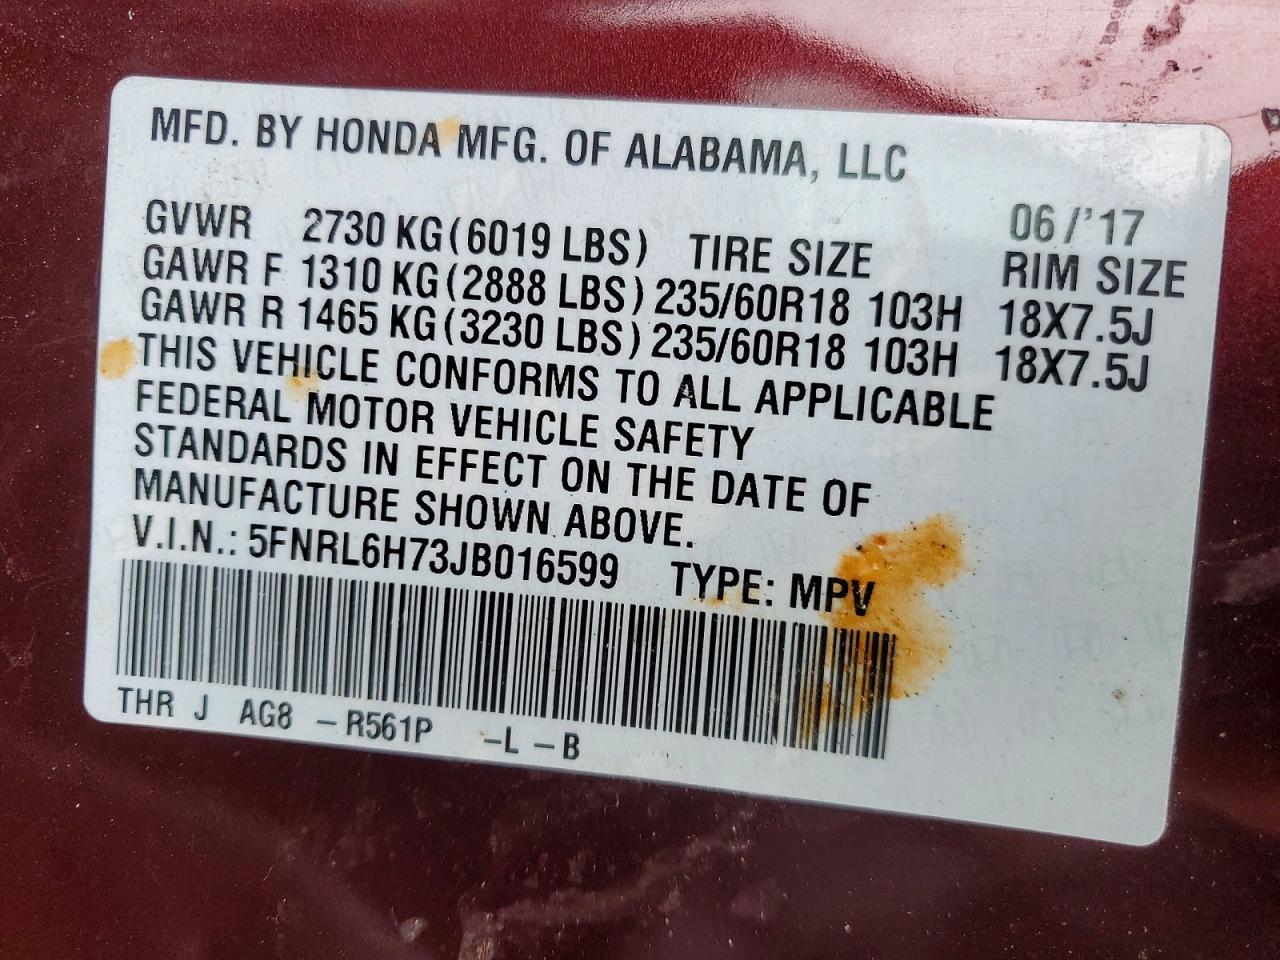 MFD. BY HONDA MFG. OF ALABAMA, LLC
06/'17
GVWR 2730 KG(6019 LBS) TIRE SIZE RIM SIZE
GAWR F 1310 KG(2888 LBS) 235/60R18 103H 18X7.5J
GAWR R 1465 KG(3230 LBS) 235/60R18 103H 18X7.5J
THIS VEHICLE CONFORMS TO ALL APPLICABLE
FEDERAL MOTOR VEHICLE SAFETY
STANDARDS IN EFFECT ON THE DATE OF
MANUFACTURE SHOWN ABOVE.
V.I.N.: 5FNRL6H73JB016599 TYPE: MPV
THR J AG8 -R561P -L -B